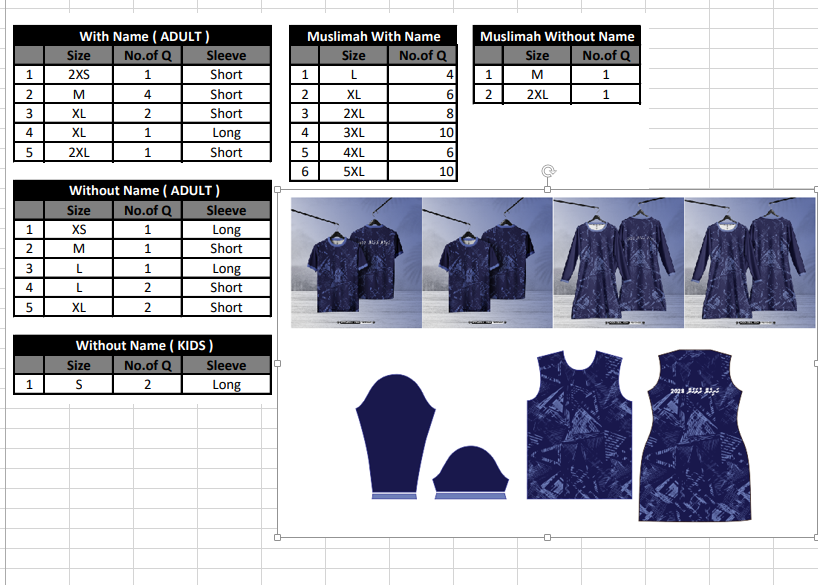 With Name ( ADULT )
Size No.of Q Sleeve
1 2XS 1 Short
2 M 4 Short
3 XL 2 Short
4 XL 1 Long
5 2XL 1 Short
Muslimah With Name
Size No.of Q
1 L 4
2 XL 6
3 2XL 8
4 3XL 10
5 4XL 6
6 5XL 10
Muslimah Without Name
Size No.of Q
1 M 1
2 2XL 1
Without Name ( ADULT )
Size No.of Q Sleeve
1 XS 1 Long
2 M 1 Short
3 L 1 Long
4 L 2 Short
5 XL 2 Short
Without Name ( KIDS )
Size No.of Q Sleeve
1 S 2 Long